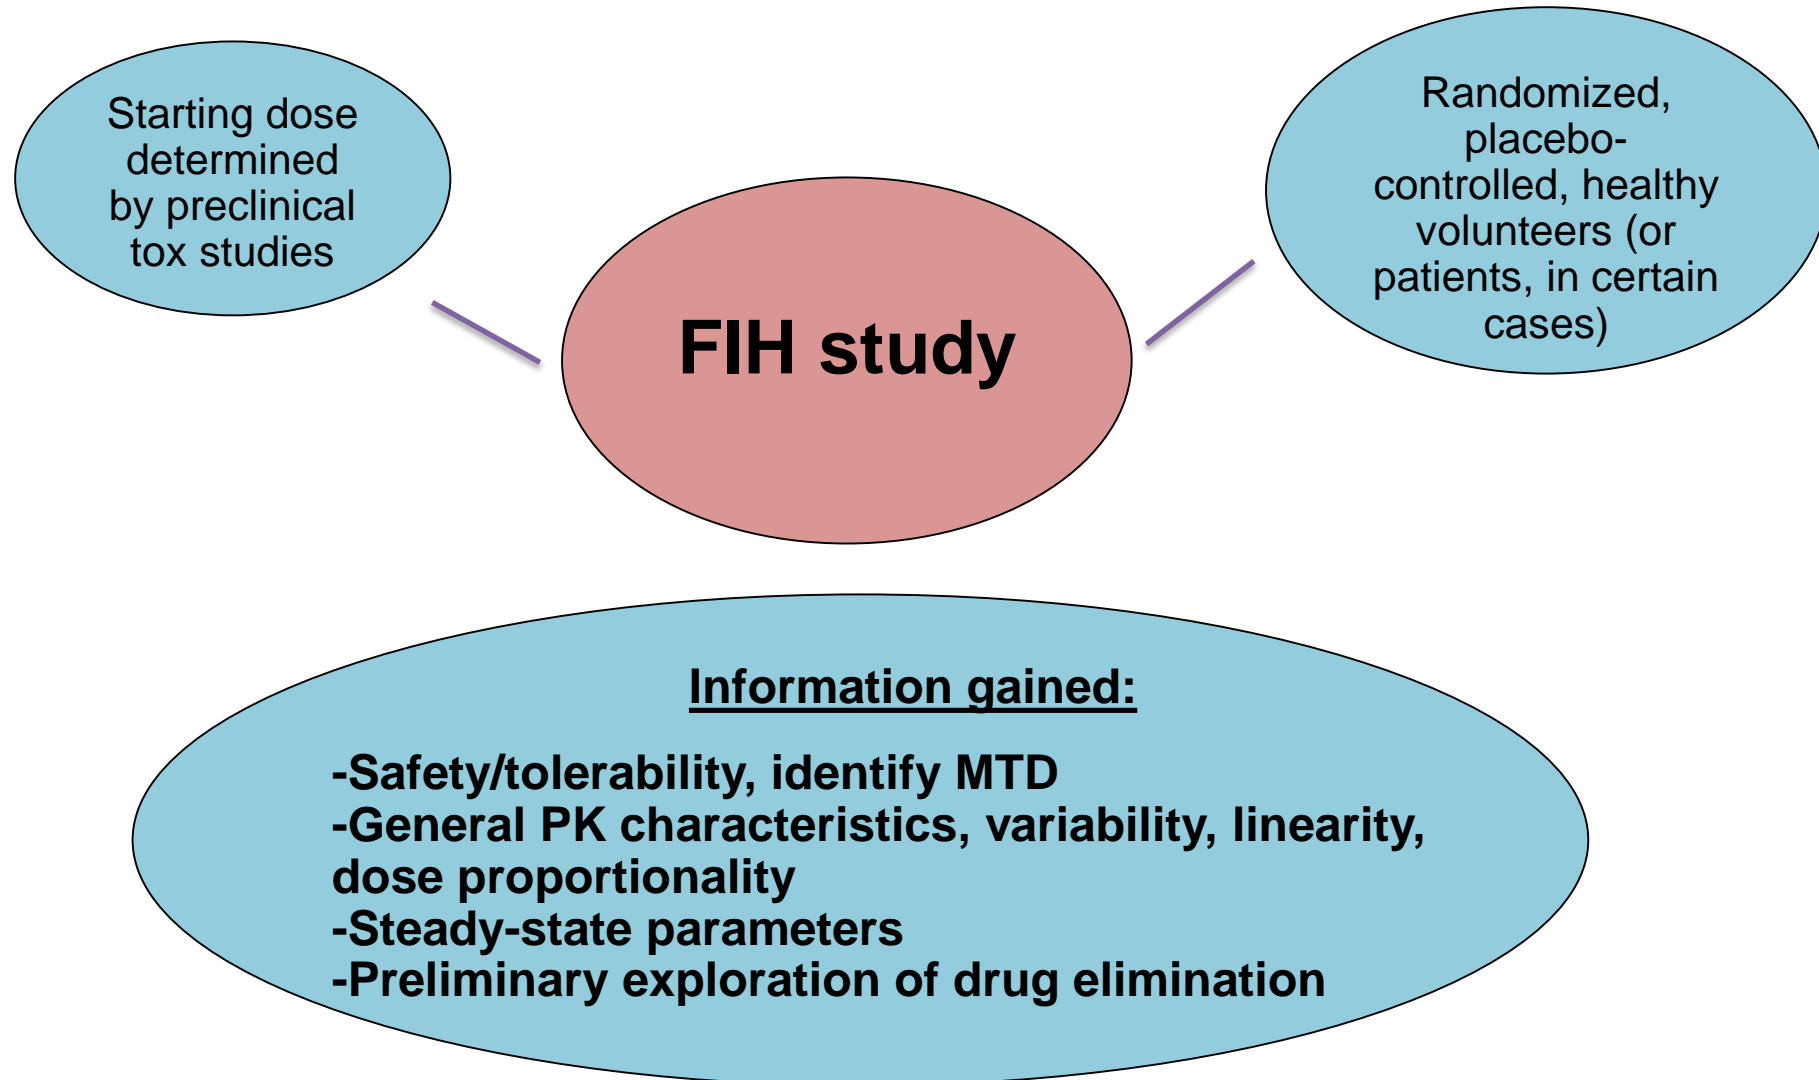 Starting dose
determined
by preclinical
tox studies
Randomized,
placebo-
controlled, healthy
volunteers (or
patients, in certain
cases)
FIH study
Information gained:
-Safety/tolerability, identify MTD
-General PK characteristics, variability, linearity,
dose proportionality
-Steady-state parameters
-Preliminary exploration of drug elimination